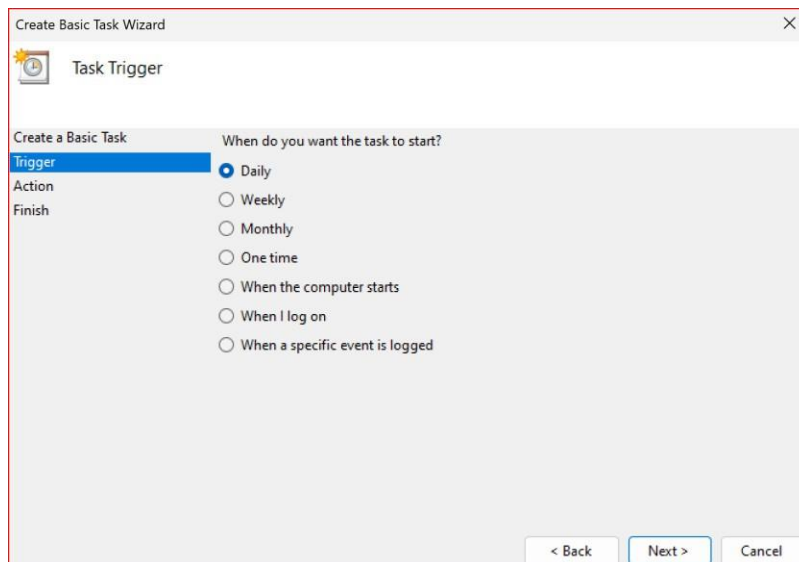 Create Basic Task Wizard
Task Trigger
Create a Basic Task
Trigger
Action
Finish
When do you want the task to start?
Daily
Weekly
Monthly
One time
When the computer starts
When I log on
When a specific event is logged
< Back
Next >
Cancel